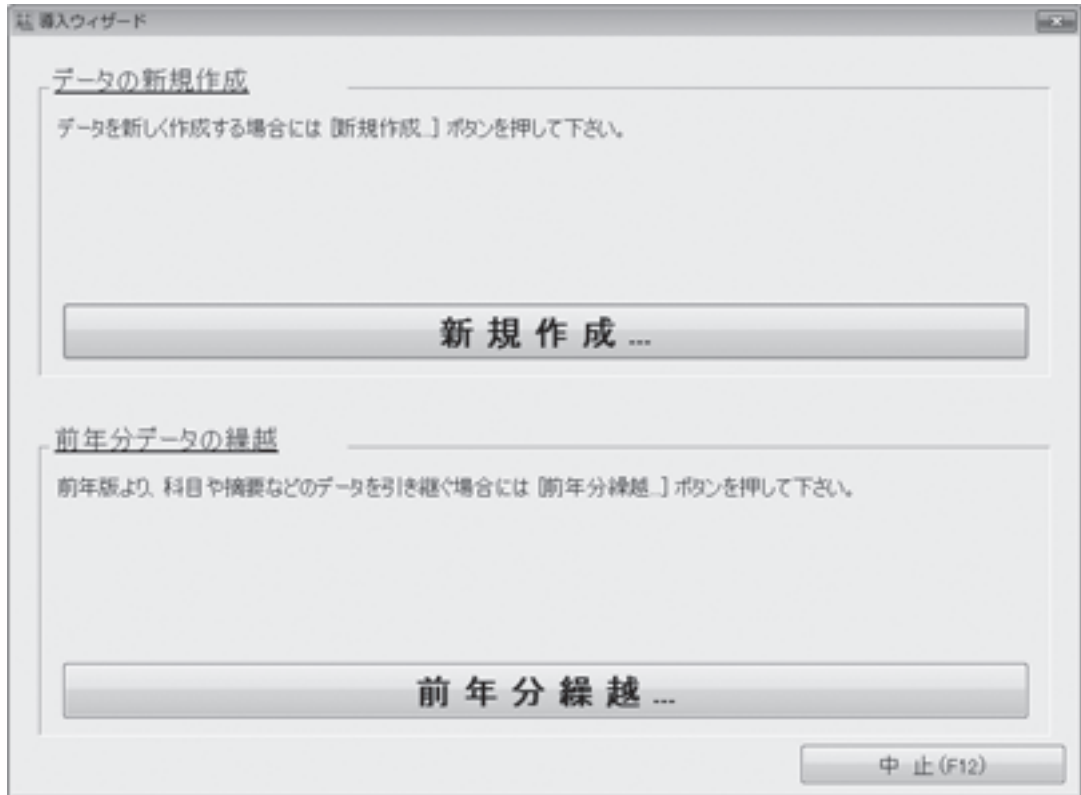 導入ウィザード
データの新規作成
データを新しく作成する場合には [新規作成...] ボタンを押して下さい。
新 規 作 成 ...
前年分データの繰越
前年版より、科目や摘要などのデータを引き継ぐ場合には [前年分繰越...] ボタンを押して下さい。
前 年 分 繰 越 ...
中 止(F12)